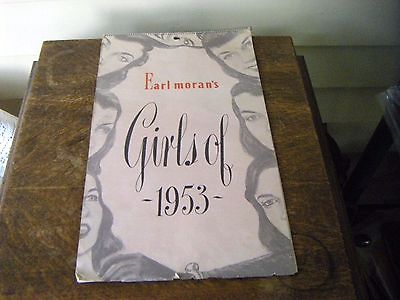 Earl moran's
Girls of
-1953-